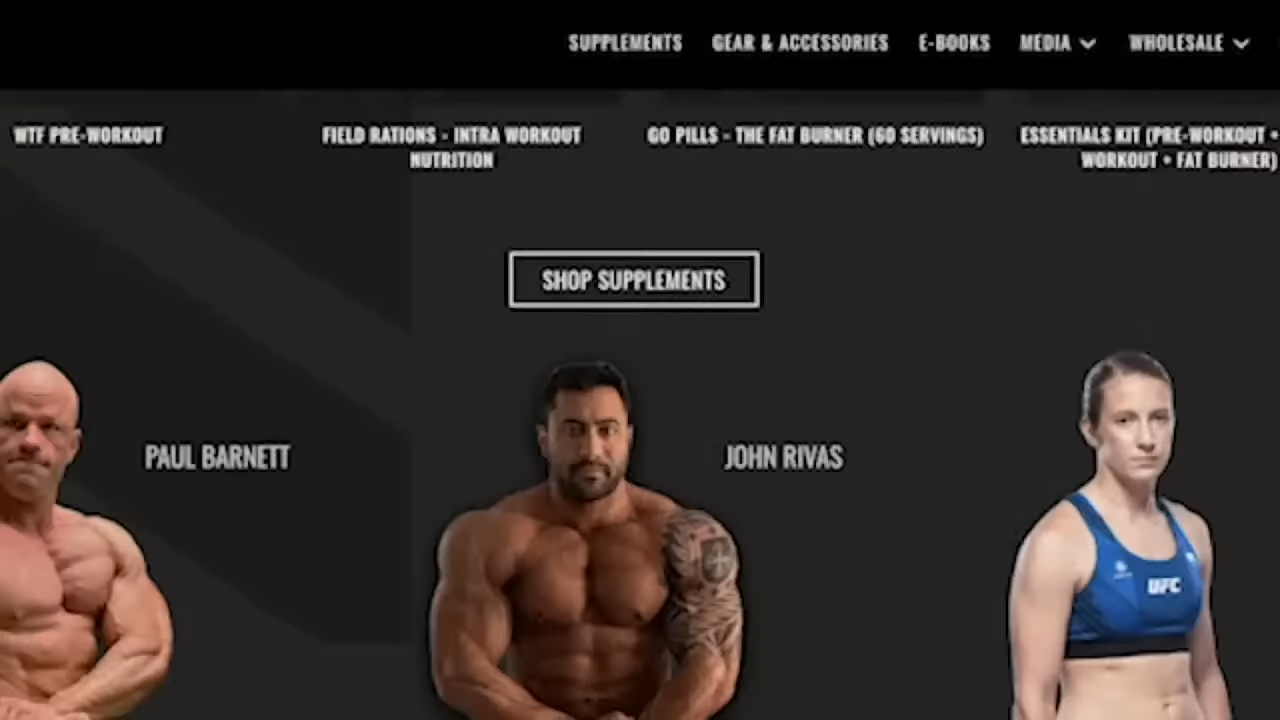 SUPPLEMENTS GEAR & ACCESSORIES E-BOOKS MEDIA WHOLESALE
WTF PRE-WORKOUT
FIELD RATIONS - INTRA WORKOUT
NUTRITION
GO PILLS - THE FAT BURNER (60 SERVINGS)
ESSENTIALS KIT (PRE-WORKOUT +
WORKOUT + FAT BURNER)
SHOP SUPPLEMENTS
PAUL BARNETT
JOHN RIVAS
UFC